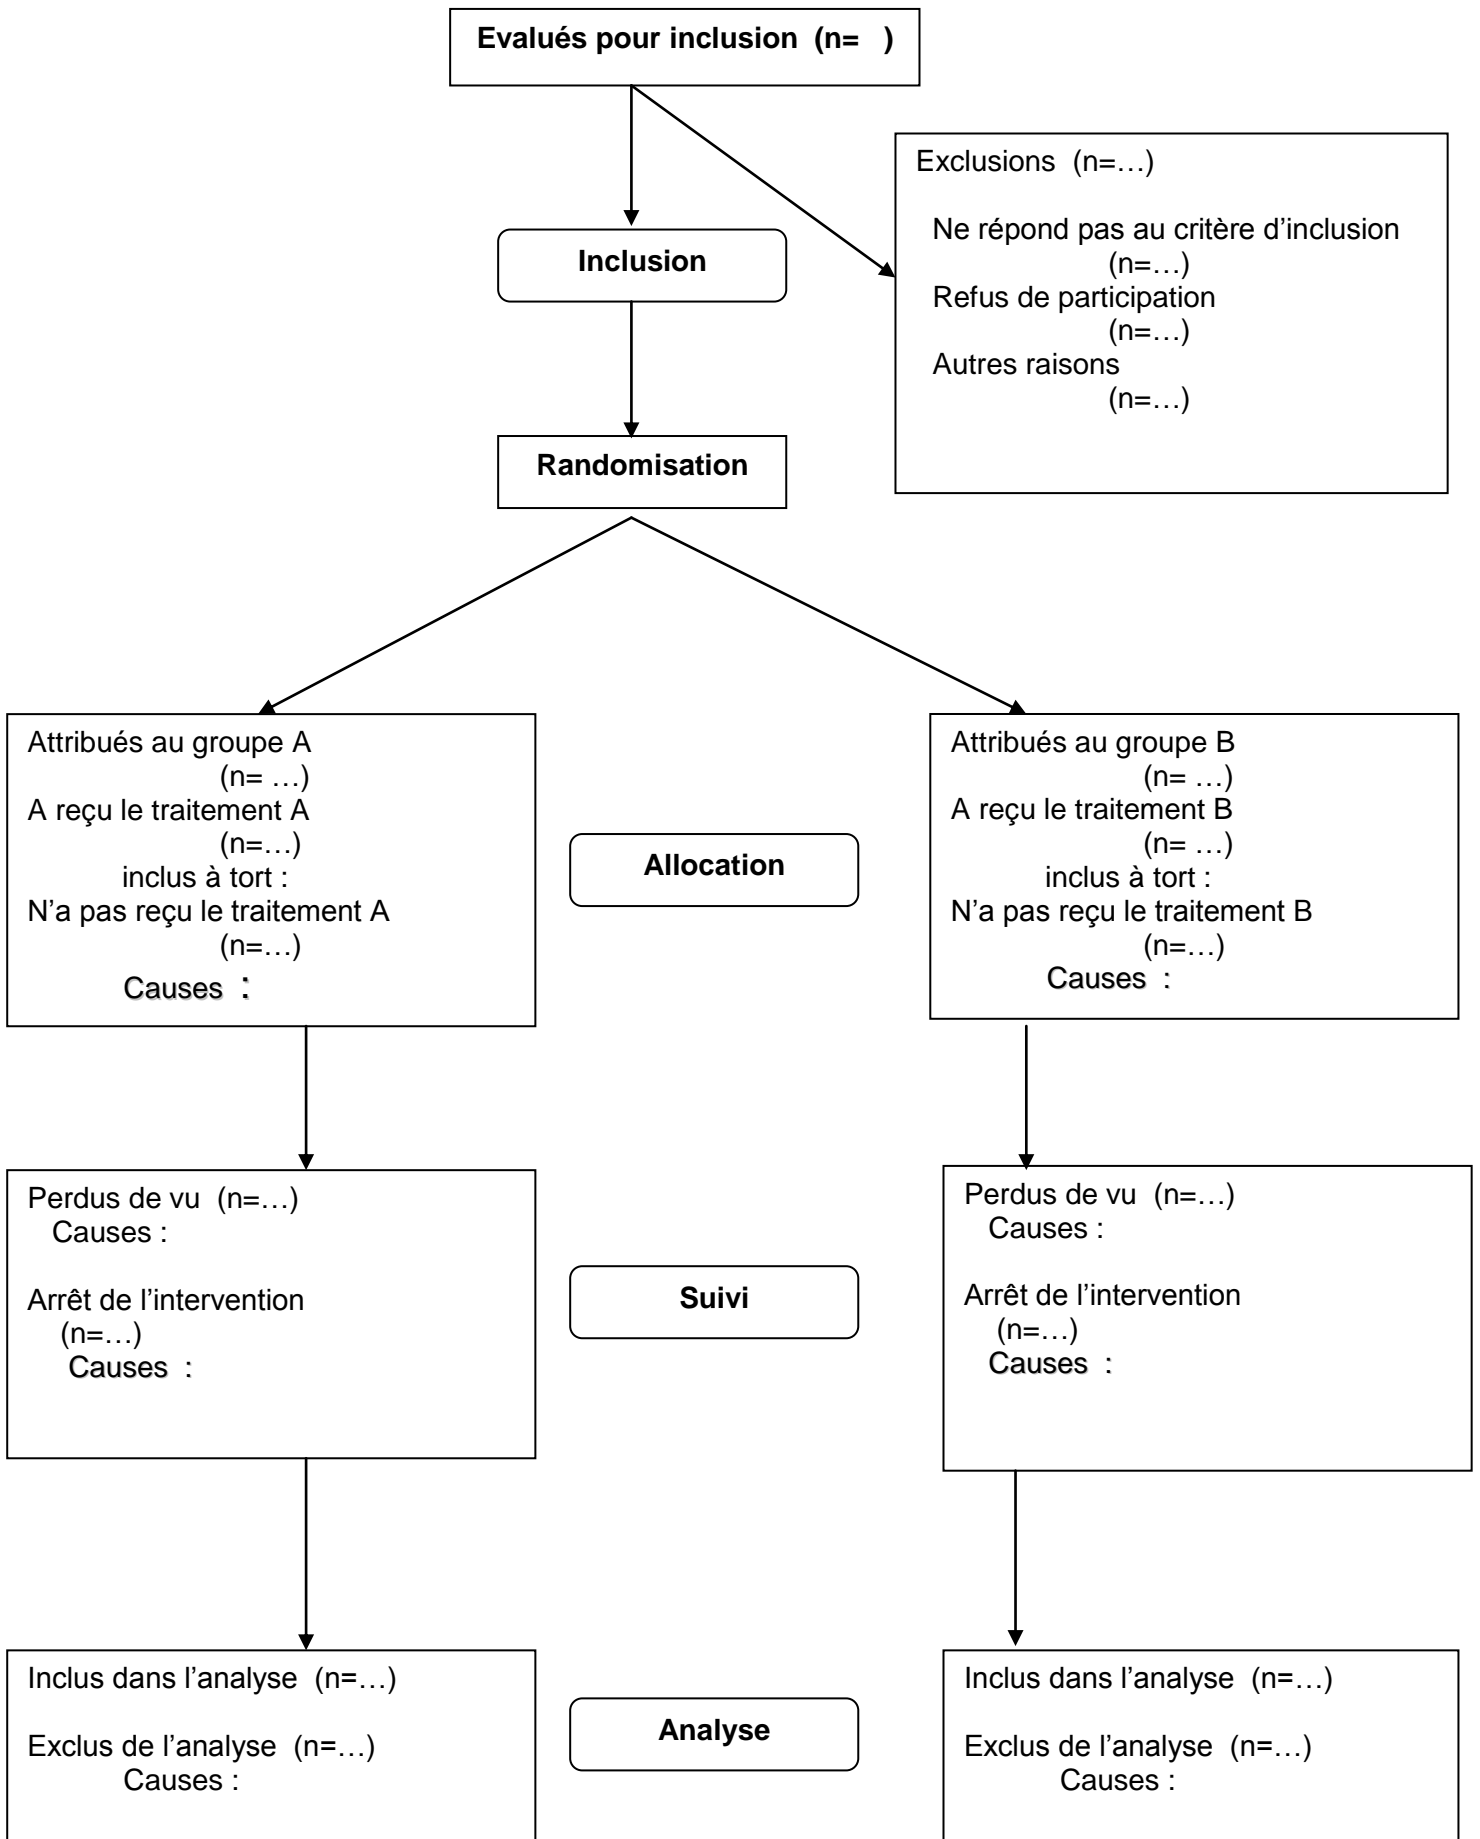 Evalués pour inclusion (n=   )
Exclusions (n=…)
Ne répond pas au critère d’inclusion
(n=…)
Refus de participation
(n=…)
Autres raisons
(n=…)
Inclusion
Randomisation
Attribués au groupe A
(n= …)
A reçu le traitement A
(n=…)
inclus à tort :
N’a pas reçu le traitement A
(n=…)
Causes :
Allocation
Attribués au groupe B
(n= …)
A reçu le traitement B
(n= …)
inclus à tort :
N’a pas reçu le traitement B
(n=…)
Causes :
Perdus de vu (n=…)
Causes :
Arrêt de l’intervention
(n=…)
Causes :
Suivi
Perdus de vu (n=…)
Causes :
Arrêt de l’intervention
(n=…)
Causes :
Inclus dans l’analyse (n=…)
Exclus de l’analyse (n=…)
Causes :
Analyse
Inclus dans l’analyse (n=…)
Exclus de l’analyse (n=…)
Causes :